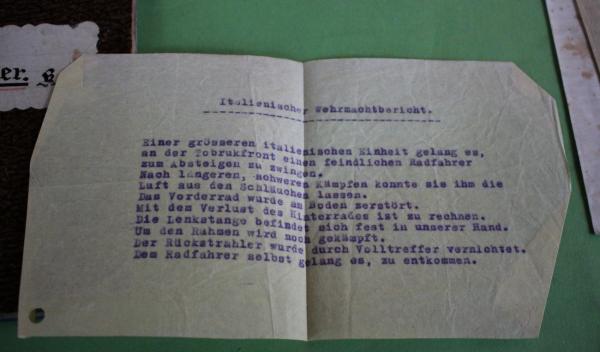 er.
Italienischer Wehrmachtbericht.
Einer grösseren italienischen Einheit gelang es,
an der Tobrukfront einen feindlichen Radfahrer
zum Absteigen zu zwingen.
Nach längeren, schweren Kämpfen konnte sie ihm die
Luft aus den Schläuchen lassen.
Das Vorderrad wurde am Boden zerstört.
Mit dem Verlust des Hinterrades ist zu rechnen.
Die Lenkstange befindet sich fest in unserer Hand.
Um den Rahmen wird noch gekämpft.
Der Rückstrahler wurde durch Volltreffer vernichtet.
Dem Radfahrer selbst gelang es, zu entkommen.